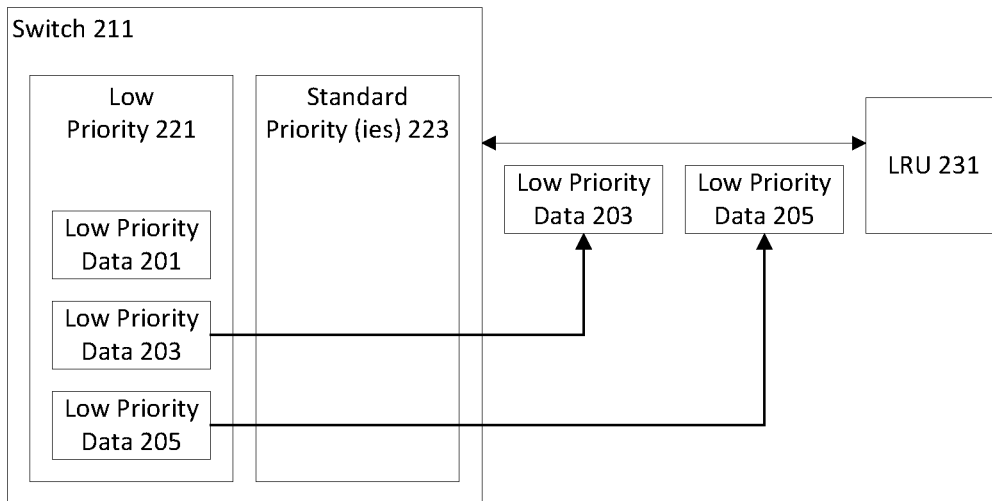 Switch 211
Low
Priority 221
Standard
Priority (ies) 223
Low Priority
Data 201
Low Priority
Data 203
Low Priority
Data 205
Low Priority
Data 203
Low Priority
Data 205
LRU 231